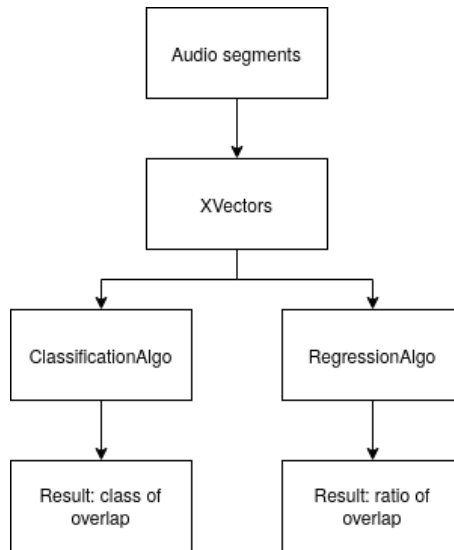 Audio segments
XVectors
ClassificationAlgo
RegressionAlgo
Result: class of
overlap
Result: ratio of
overlap